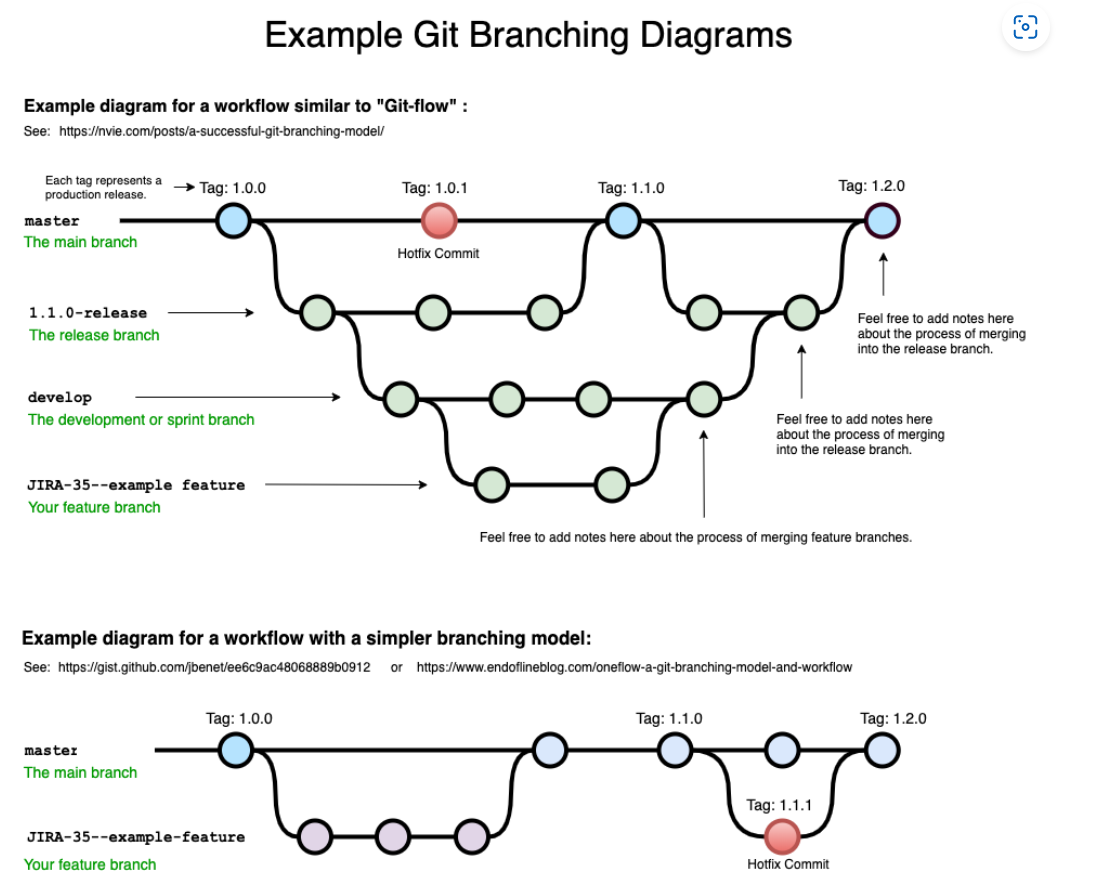 Example Git Branching Diagrams
Example diagram for a workflow similar to "Git-flow" :
See: https://nvie.com/posts/a-successful-git-branching-model/
Each tag represents a
production release.
Tag: 1.0.0
Tag: 1.0.1
Tag: 1.1.0
Tag: 1.2.0
master
The main branch
Hotfix Commit
1.1.0-release
The release branch
Feel free to add notes here
about the process of merging
into the release branch.
develop
The development or sprint branch
Feel free to add notes here
about the process of merging
into the release branch.
JIRA-35--example feature
Your feature branch
Feel free to add notes here about the process of merging feature branches.
Example diagram for a workflow with a simpler branching model:
See: https://gist.github.com/jbenet/ee6c9ac48068889b0912 or https://www.endoflineblog.com/oneflow-a-git-branching-model-and-workflow
Tag: 1.0.0
Tag: 1.1.0
Tag: 1.2.0
master
The main branch
Tag: 1.1.1
JIRA-35--example-feature
Your feature branch
Hotfix Commit